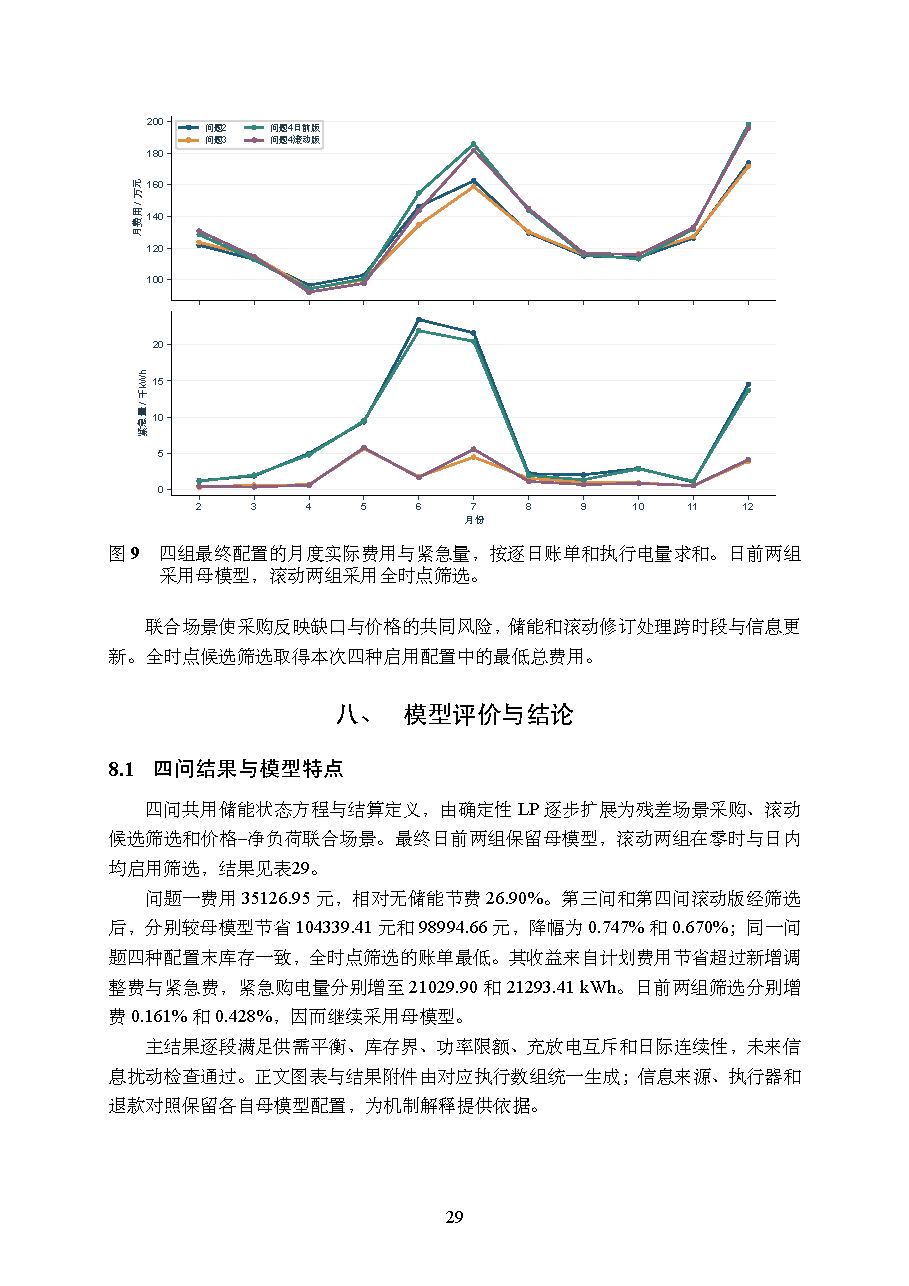 问题2 问题4日前版
问题3 问题4滚动版
200
180
160
140
120
100
月费用 / 万元
20
15
10
5
0
紧急量 / 千kWh
2 3 4 5 6 7 8 9 10 11 12
月份
图 9 四组最终配置的月度实际费用与紧急量，按逐日账单和执行电量求和。日前两组
采用母模型，滚动两组采用全时点筛选。
联合场景使采购反映缺口与价格的共同风险，储能和滚动修订处理跨时段与信息更
新。全时点候选筛选取得本次四种启用配置中的最低总费用。
八、 模型评价与结论
8.1 四问结果与模型特点
四问共用储能状态方程与结算定义，由确定性 LP 逐步扩展为残差场景采购、滚动
候选筛选和价格–净负荷联合场景。最终日前两组保留母模型，滚动两组在零时与日内
均启用筛选，结果见表29。
问题一费用 35126.95 元，相对无储能节费 26.90%。第三问和第四问滚动版经筛选
后，分别较母模型节省 104339.41 元和 98994.66 元，降幅为 0.747% 和 0.670%；同一问
题四种配置末库存一致，全时点筛选的账单最低。其收益来自计划费用节省超过新增调
整费与紧急费，紧急购电量分别增至 21029.90 和 21293.41 kWh。日前两组筛选分别增
费 0.161% 和 0.428%，因而继续采用母模型。
主结果逐段满足供需平衡、库存界、功率限额、充放电互斥和日际连续性，未来信
息扰动检查通过。正文图表与结果附件由对应执行数组统一生成；信息来源、执行器和
退款对照保留各自母模型配置，为机制解释提供依据。
29